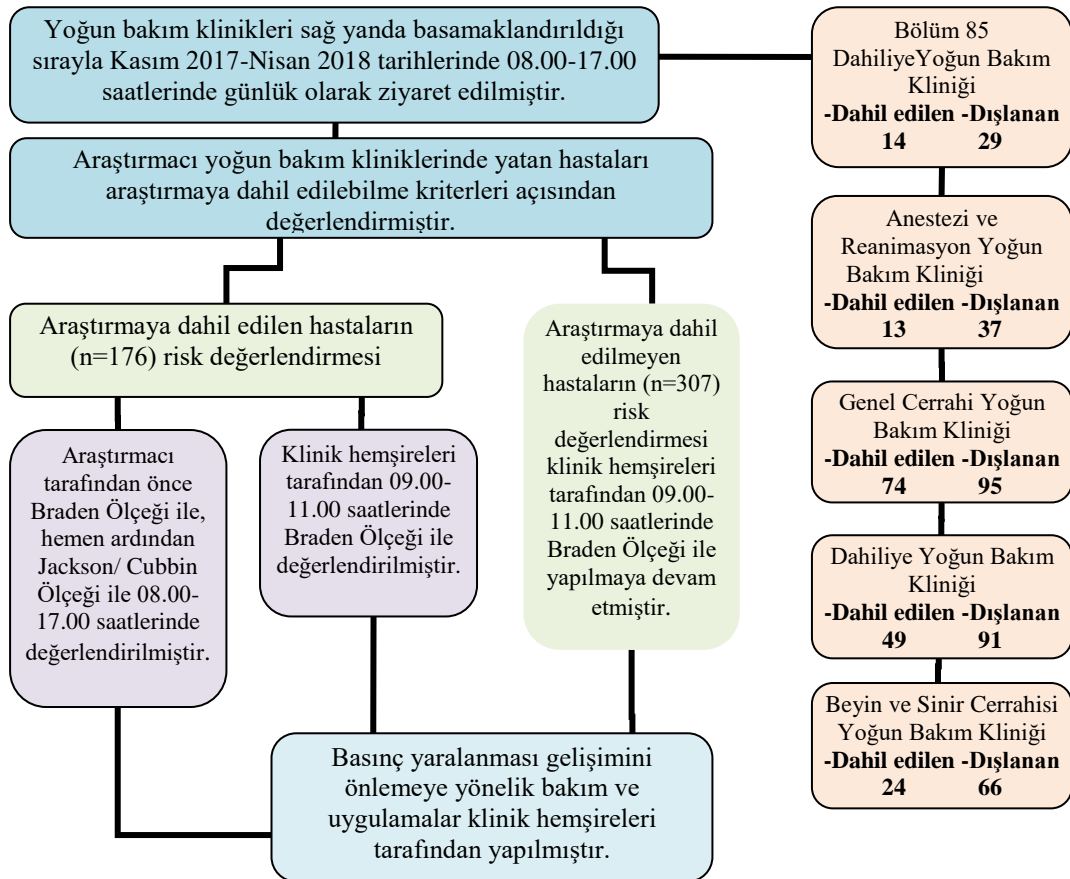 Yoğun bakım klinikleri sağ yanda basamaklandırıldığı
sırayla Kasım 2017-Nisan 2018 tarihlerinde 08.00-17.00
saatlerinde günlük olarak ziyaret edilmiştir.
Araştırmacı yoğun bakım kliniklerinde yatan hastaları
araştırmaya dahil edilebilme kriterleri açısından
değerlendirmiştir.
Araştırmaya dahil edilen hastaların
(n=176) risk değerlendirmesi
Araştırmacı
tarafından önce
Braden Ölçeği ile,
hemen ardından
Jackson/ Cubbin
Ölçeği ile 08.00-
17.00 saatlerinde
değerlendirilmiştir.
Klinik hemşireleri
tarafından 09.00-
11.00 saatlerinde
Braden Ölçeği ile
değerlendirilmiştir.
Araştırmaya dahil
edilmeyen
hastaların (n=307)
risk
değerlendirmesi
klinik hemşireleri
tarafından 09.00-
11.00 saatlerinde
Braden Ölçeği ile
yapılmaya devam
etmiştir.
Basınç yaralanması gelişimini
önlemeye yönelik bakım ve
uygulamalar klinik hemşireleri
tarafından yapılmıştır.
Bölüm 85
DahiliyeYoğun Bakım
Kliniği
-Dahil edilen -Dışlanan
14 29
Anestezi ve
Reanimasyon Yoğun
Bakım Kliniği
-Dahil edilen -Dışlanan
13 37
Genel Cerrahi Yoğun
Bakım Kliniği
-Dahil edilen -Dışlanan
74 95
Dahiliye Yoğun Bakım
Kliniği
-Dahil edilen -Dışlanan
49 91
Beyin ve Sinir Cerrahisi
Yoğun Bakım Kliniği
-Dahil edilen -Dışlanan
24 66